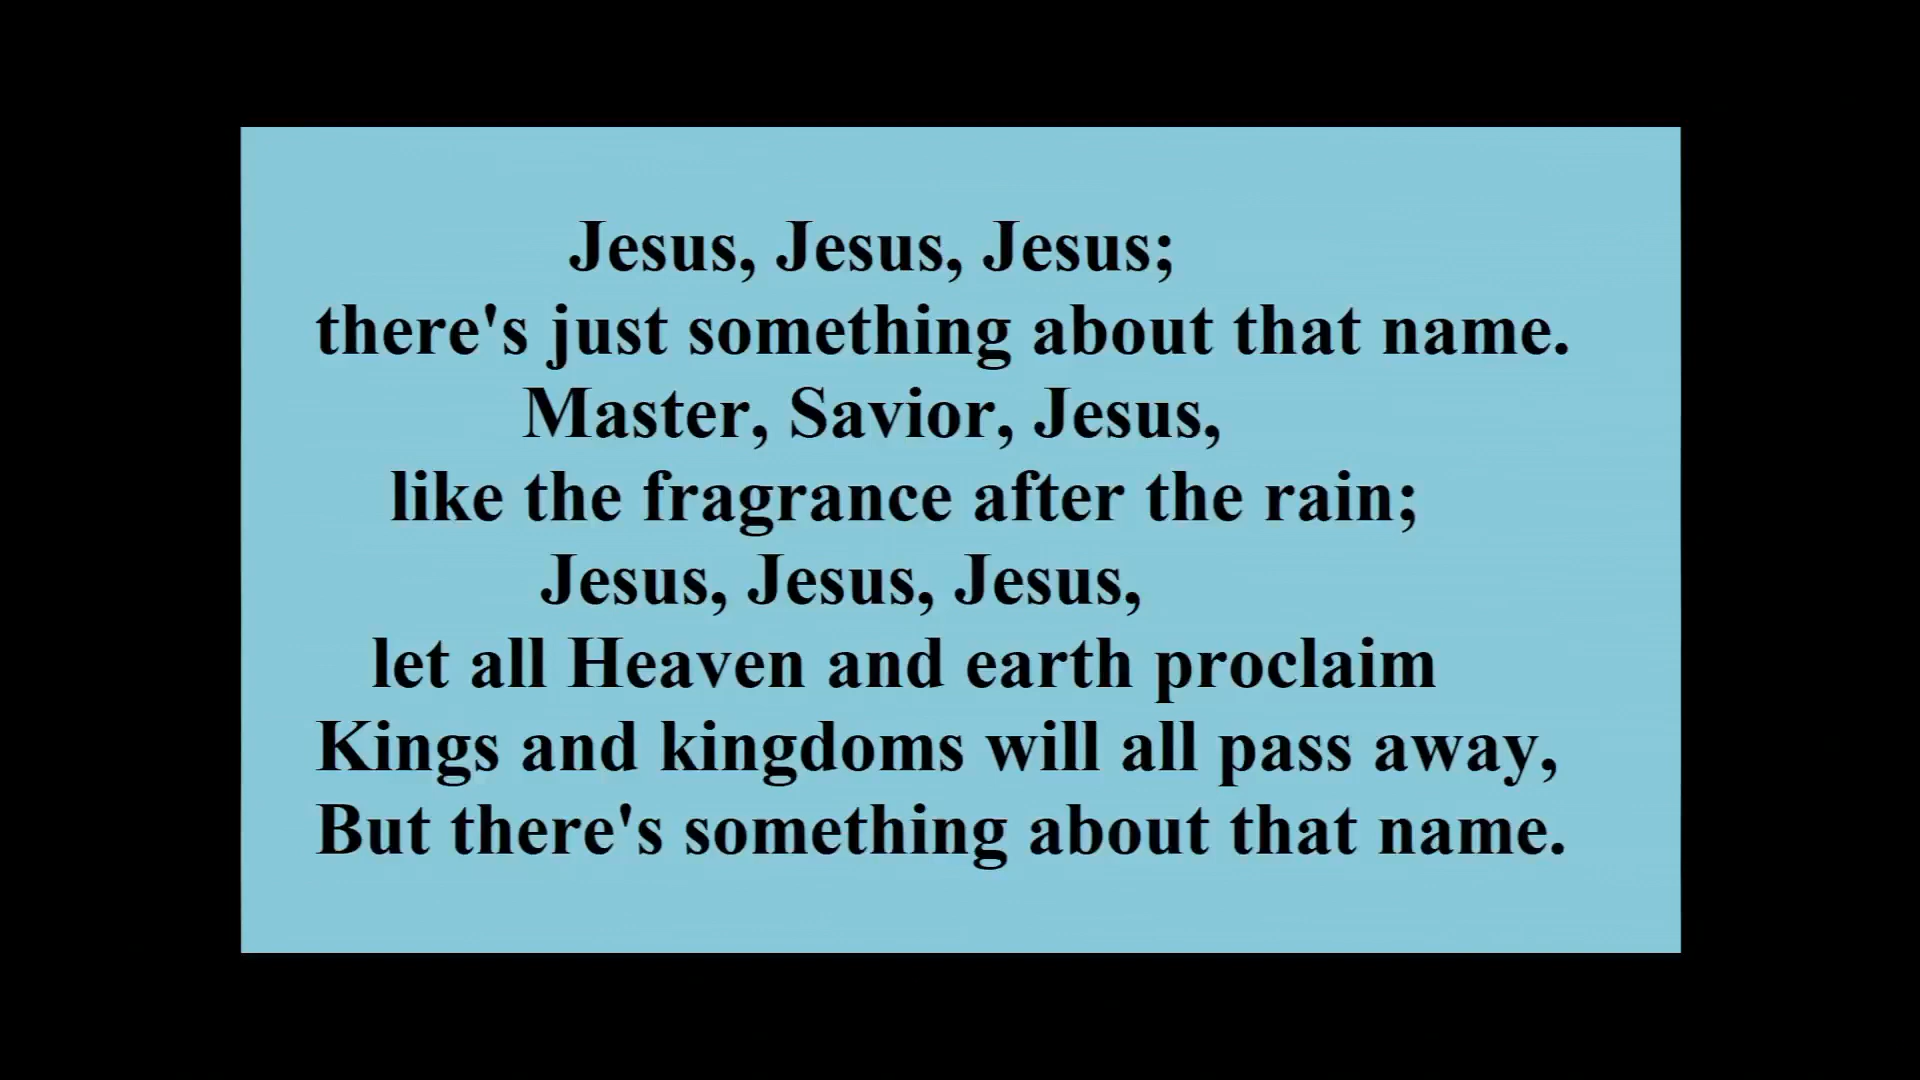 Jesus, Jesus, Jesus;
there's just something about that name.
Master, Savior, Jesus,
like the fragrance after the rain;
Jesus, Jesus, Jesus,
let all Heaven and earth proclaim
Kings and kingdoms will all pass away,
But there's something about that name.